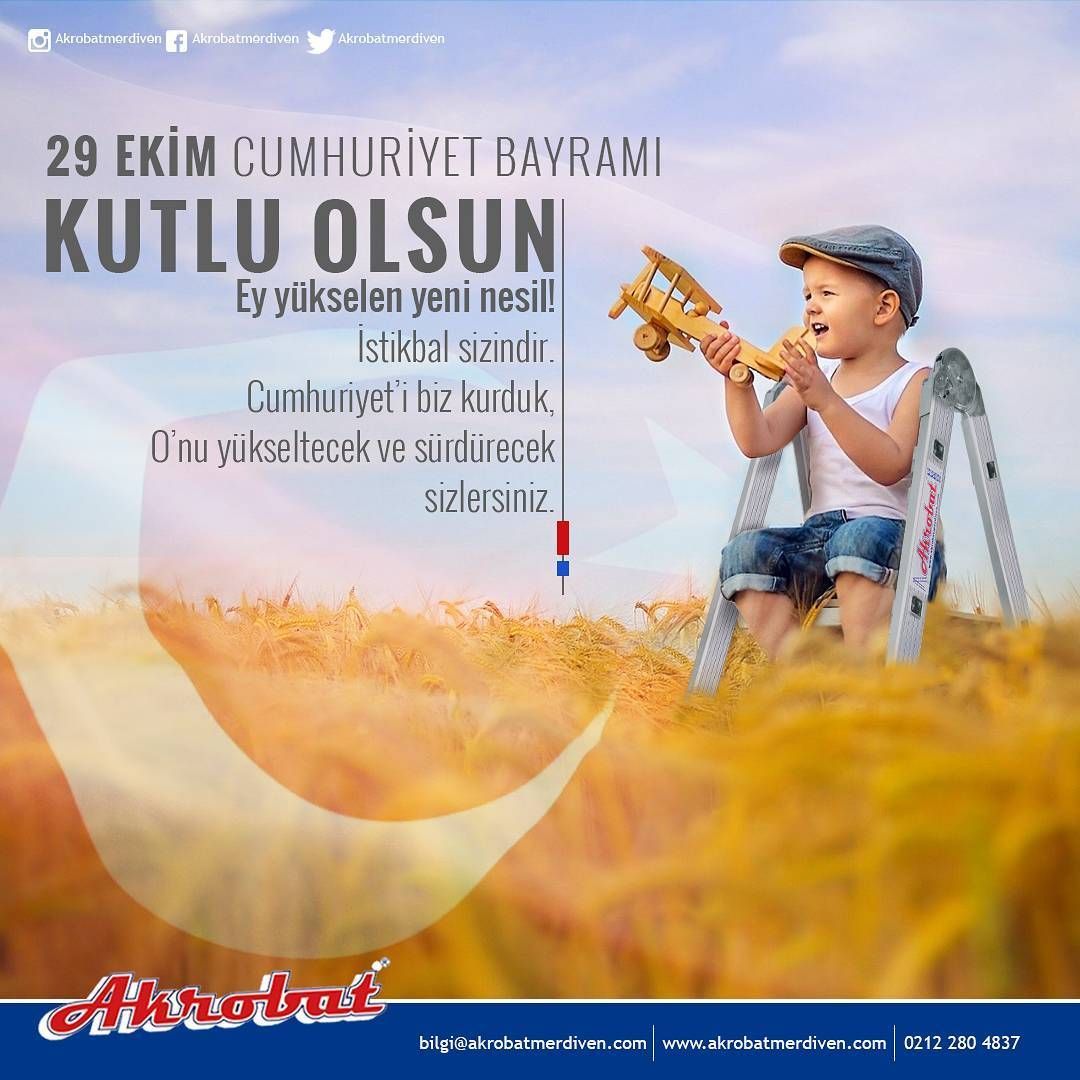 Akrobatmerdiven Akrobatmerdiven Akrobatmerdiven
29 EKİM CUMHURİYET BAYRAMI
KUTLU OLSUN
Ey yükselen yeni nesil!
İstikbal sizindir.
Cumhuriyet'i biz kurduk,
O'nu yükseltecek ve sürdürecek
sizlersiniz.
Akrobat
Akrobat
bilgi@akrobatmerdiven.com www.akrobatmerdiven.com 0212 280 4837